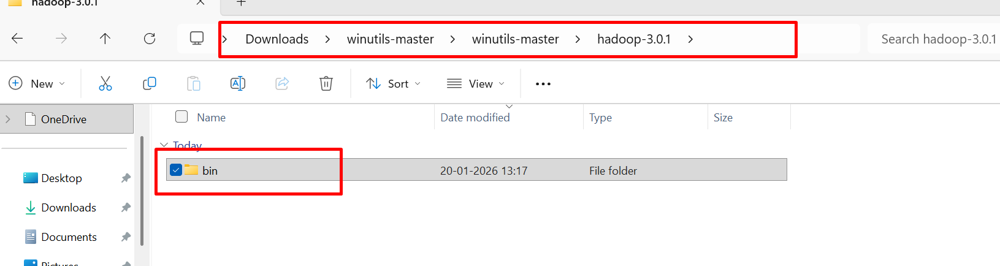 hadoop-3.0.1
Downloads > winutils-master > winutils-master > hadoop-3.0.1 >
Search hadoop-3.0.1
New
Sort
View
OneDrive
Name Date modified Type Size
Today
bin 20-01-2026 13:17 File folder
Desktop
Downloads
Documents
Pictures